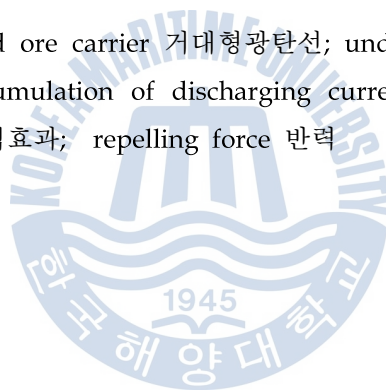 d ore carrier 거대형광탄선; und
umulation of discharging curre
효과; repelling force 반력
KOREA MARITIME UNIVERSITY
1945
한국해양대학교